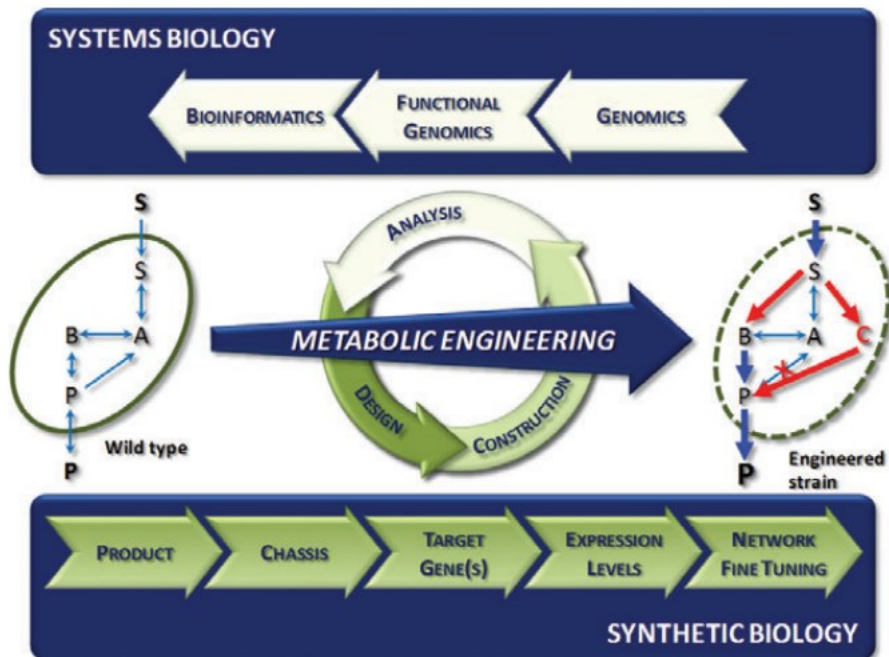 SYSTEMS BIOLOGY
BIOINFORMATICS
FUNCTIONAL
GENOMICS
GENOMICS
S
S
B
A
P
P
Wild type
ANALYSIS
METABOLIC ENGINEERING
DESIGN
CONSTRUCTION
S
S
B
A
C
P
P
Engineered
strain
PRODUCT
CHASSIS
TARGET
GENE(S)
EXPRESSION
LEVELS
NETWORK
FINE TUNING
SYNTHETIC BIOLOGY